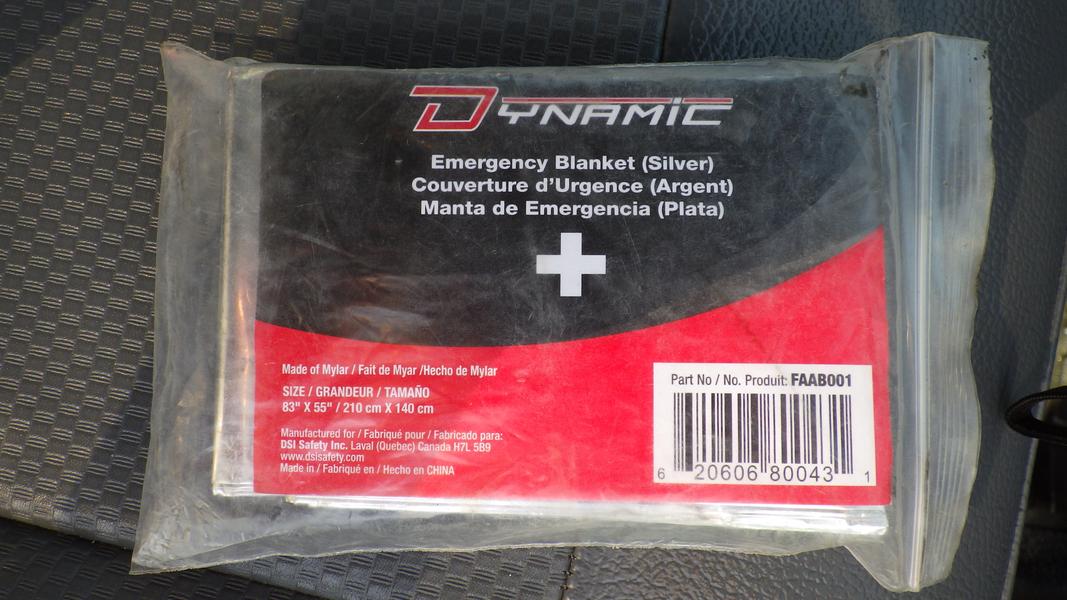 DYNAMIC
Emergency Blanket (Silver)
Couverture d'Urgence (Argent)
Manta de Emergencia (Plata)
Made of Mylar / Fait de Myar /Hecho de Mylar
SIZE / GRANDEUR / TAMAÑO
83" X 55" / 210 cm X 140 cm
Manufactured for / Fabriqué pour / Fabricado para:
DSI Safety Inc. Laval (Quebec) Canada H7L 5B9
www.dsisafety.com
Made in / Fabriqué en / Hecho en CHINA
Part No / No. Produit: FAAB001
6 20606 80043 1